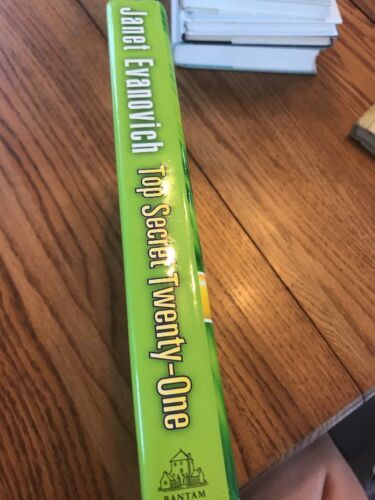 Janet Evanovich
Top Secret Twenty-One
BANTAM